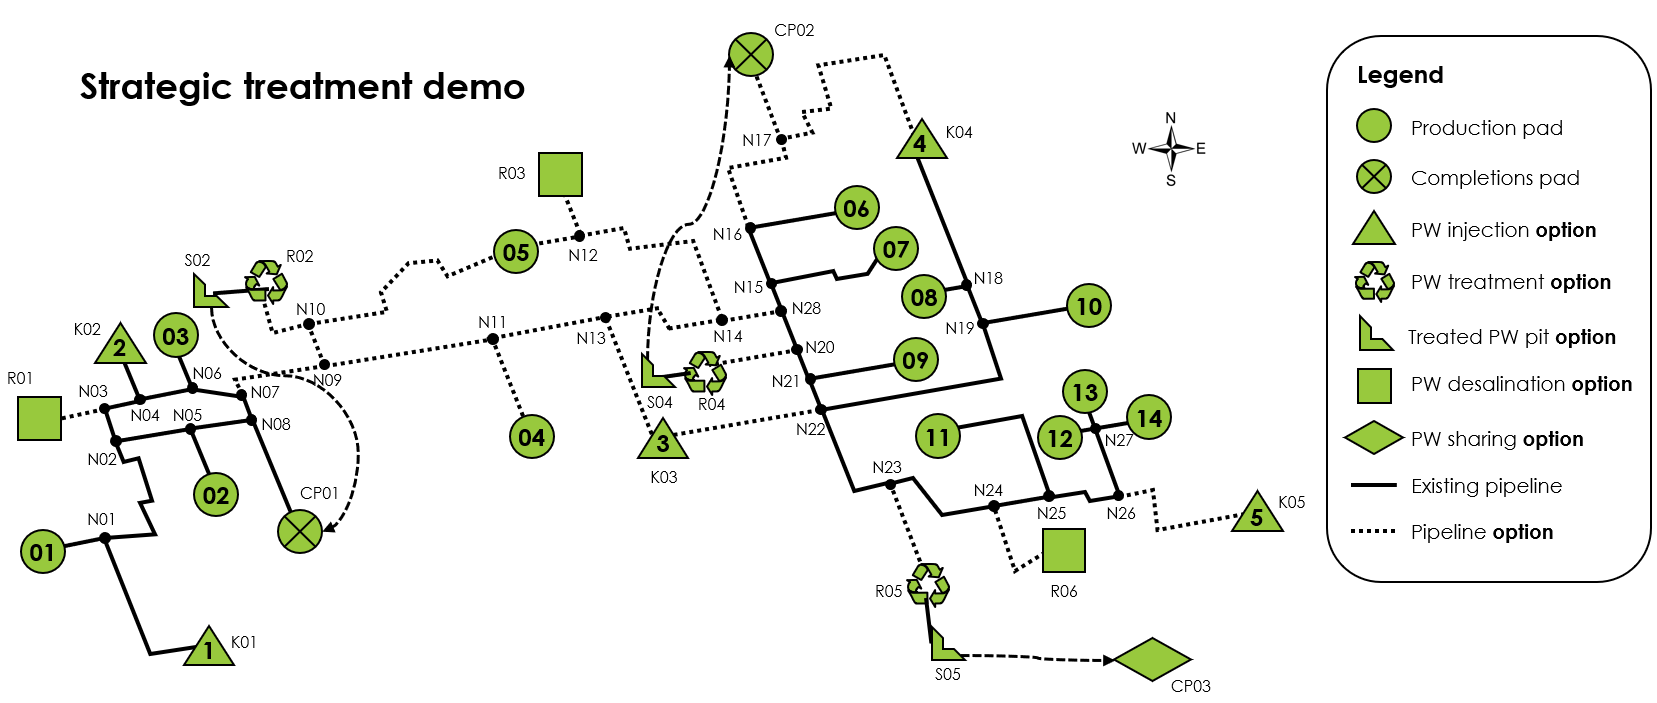 Strategic treatment demo
CP02
N17
4
K04
N
W
E
S
R03
06
N16
07
05
N12
S02
R02
N15
08
N18
N28
10
N19
N10
K02
03
N11
N13
N14
2
N20
09
N09
N21
S04
R04
R01
N03
N06
N07
N04
N05
N08
N02
04
3
K03
N22
13
14
11
12
N27
02
CP01
N23
N24
N25
N26
5
K05
01
N01
R05
R06
1
K01
S05
CP03
Legend
Production pad
Completions pad
PW injection option
PW treatment option
Treated PW pit option
PW desalination option
PW sharing option
Existing pipeline
Pipeline option